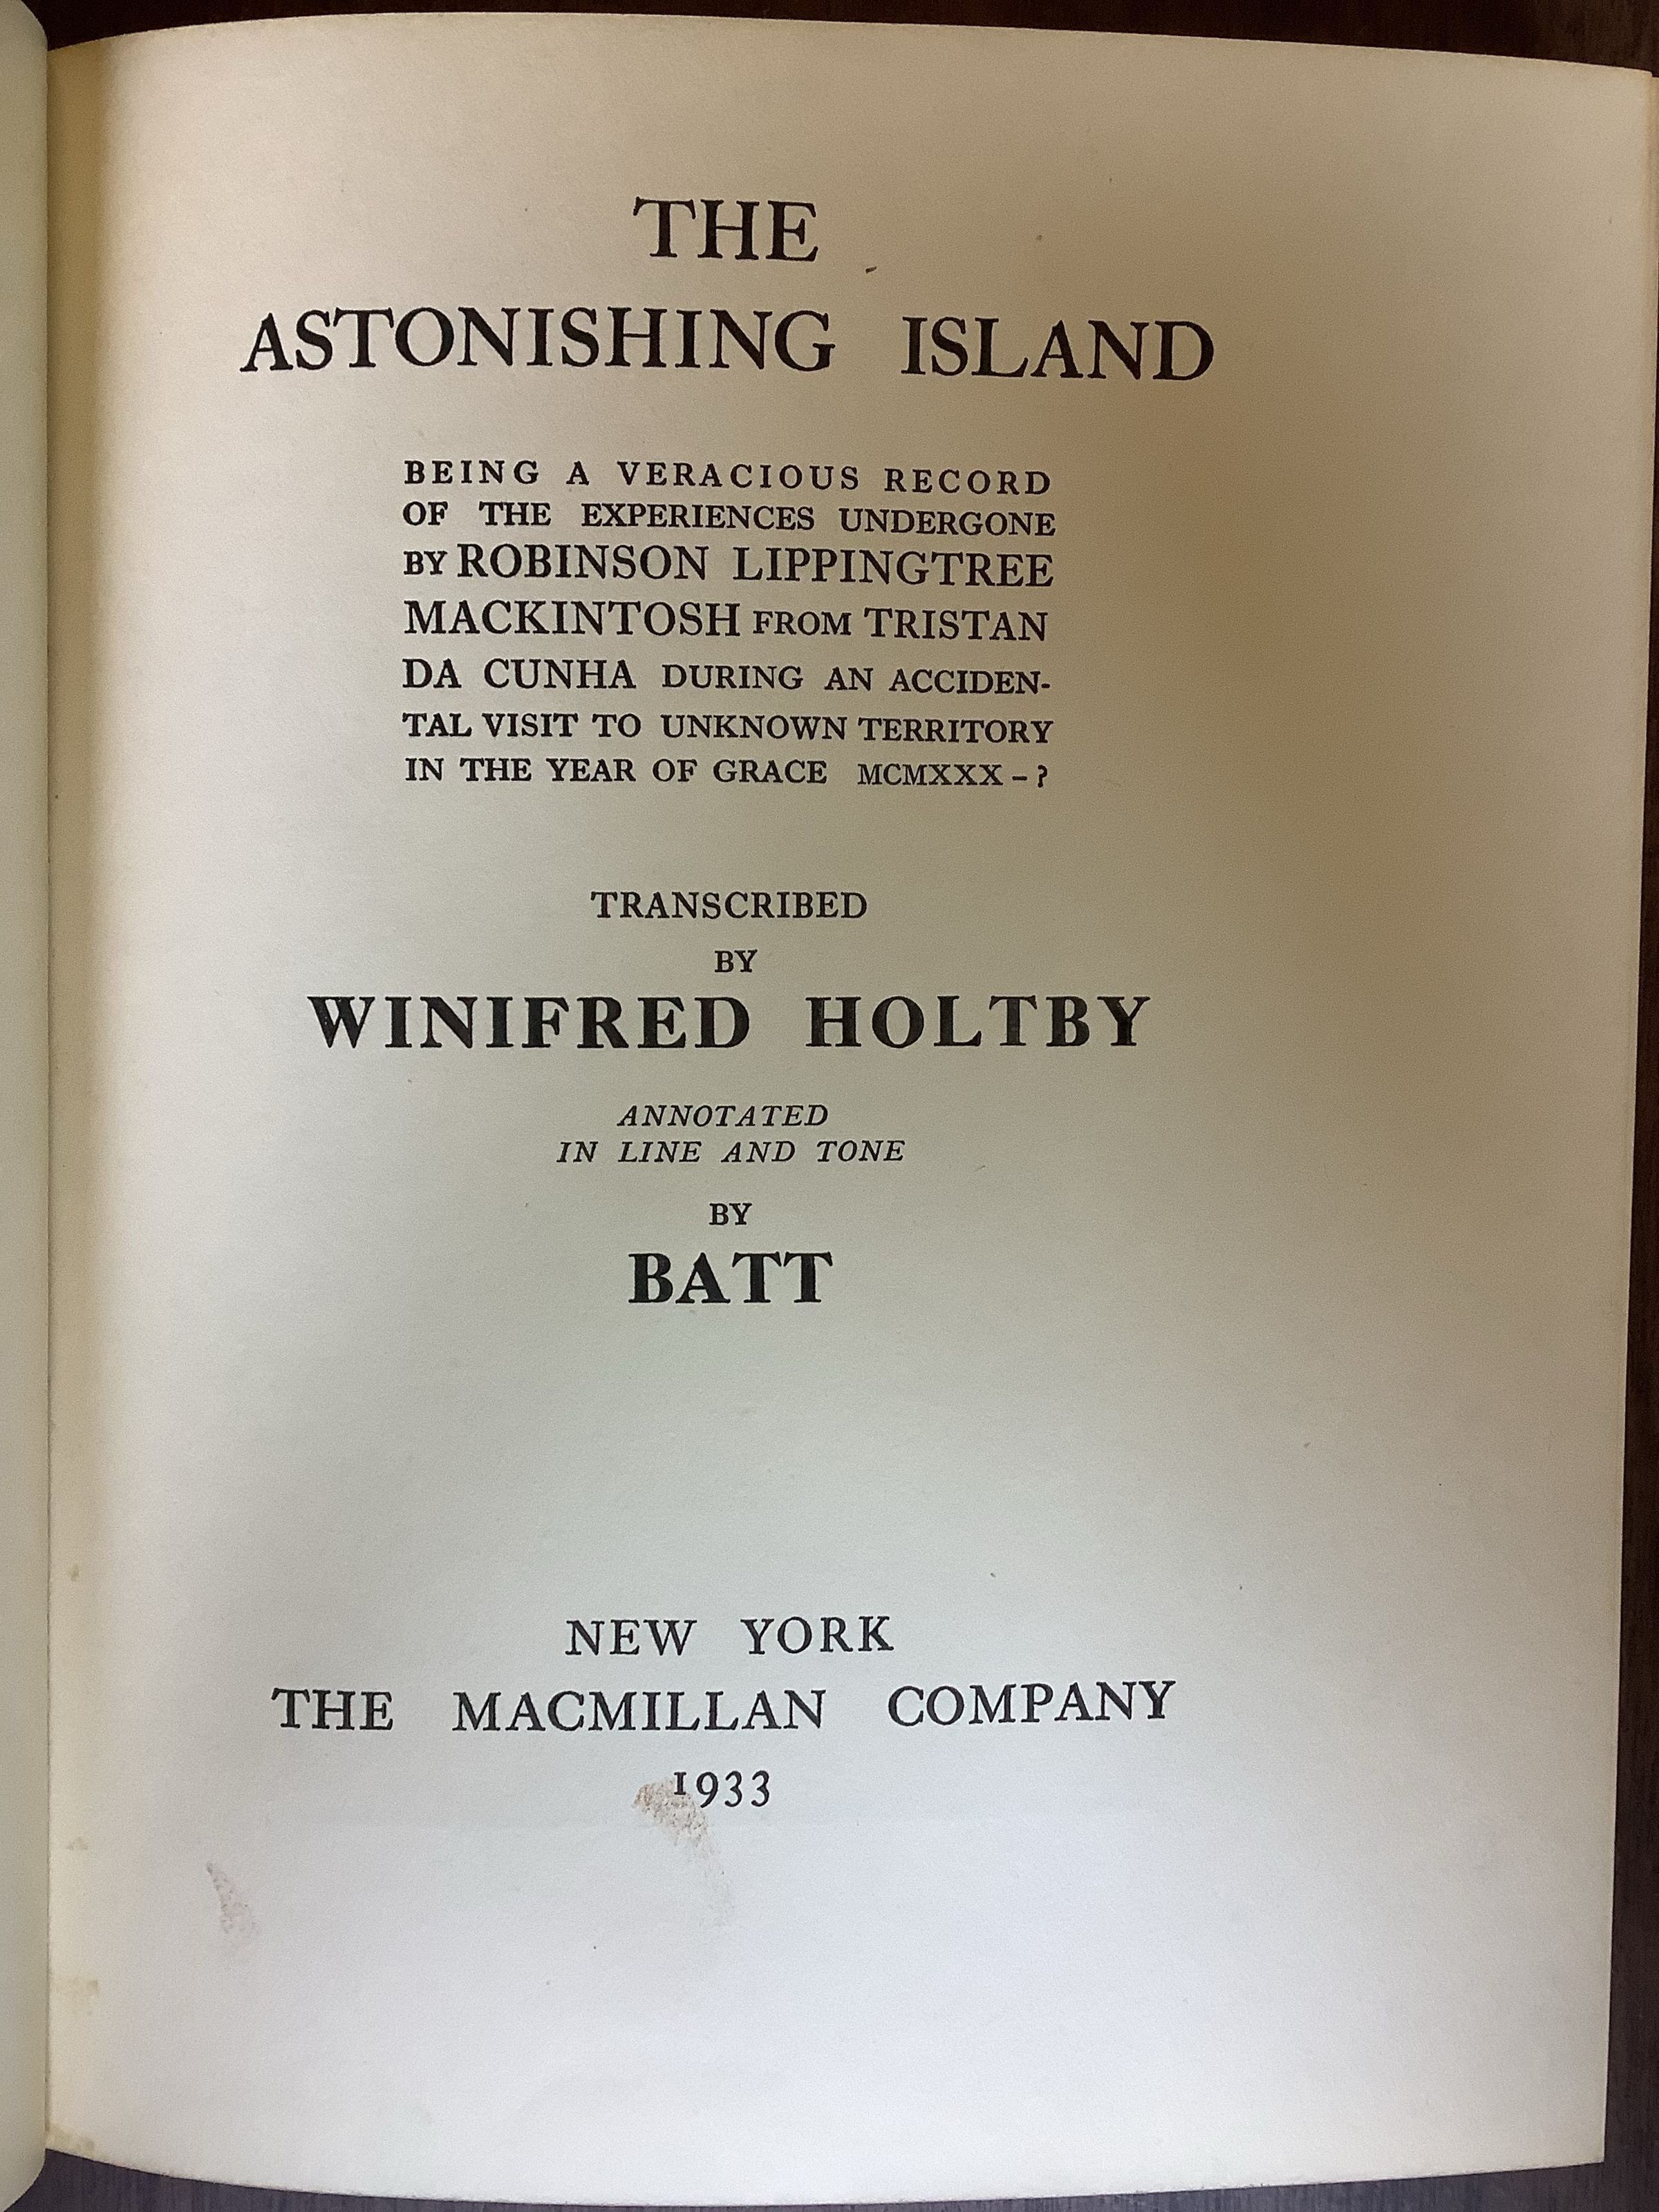 THE
ASTONISHING ISLAND
BEING A VERACIOUS RECORD
OF THE EXPERIENCES UNDERGONE
BY ROBINSON LIPPINGTREE
MACKINTOSH FROM TRISTAN
DA CUNHA DURING AN ACCIDEN-
TAL VISIT TO UNKNOWN TERRITORY
IN THE YEAR OF GRACE MCMXXX – ?
TRANSCRIBED
BY
WINIFRED HOLTBY
ANNOTATED
IN LINE AND TONE
BY
BATT
NEW YORK
THE MACMILLAN COMPANY
1933